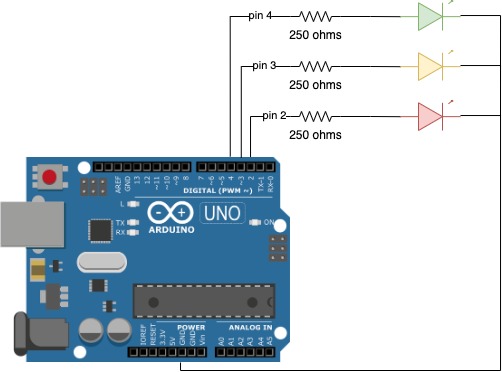 pin 4
250 ohms
pin 3
250 ohms
pin 2
250 ohms
AREF
GND
13
12
~11
~10
~9
8
7
~6
~5
4
~3
2
TX-1
RX-0
DIGITAL (PWM ~)
L
TX
RX
UNO
ON
ARDUINO
POWER
ANALOG IN
IOREF
RESET
3.3V
5V
GND
GND
Vin
A0
A1
A2
A3
A4
A5